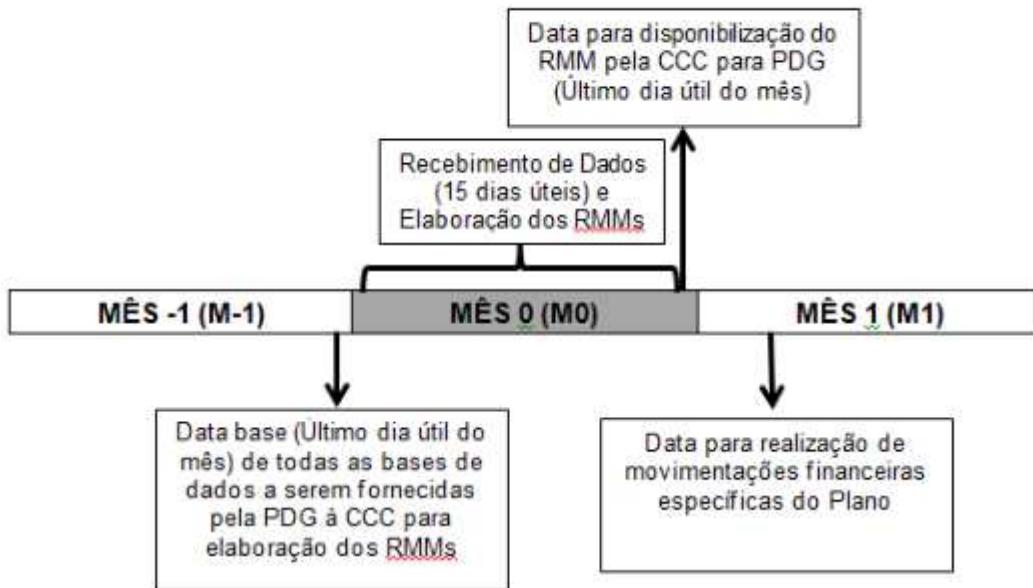 Data para disponibilização do
RMM pela CCC para PDG
(Último dia útil do mês)
Recebimento de Dados
(15 dias úteis) e
Elaboração dos RMMs
MÊS -1 (M-1)
MÊS 0 (M0)
MÊS 1 (M1)
Data base (Último dia útil do
mês) de todas as bases de
dados a serem fornecidas
pela PDG à CCC para
elaboração dos RMMs
Data para realização de
movimentações financeiras
específicas do Plano